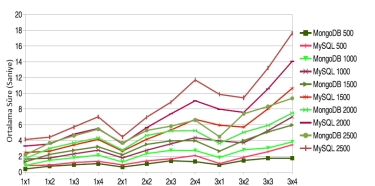 20
18
16
14
12
10
8
6
4
2
0
Ortalama Süre (Saniye)
1x1 1x2 1x3 1x4 2x1 2x2 2x3 2x4 3x1 3x2 3x3 3x4
MongoDB 500
MySQL 500
MongoDB 1000
MySQL 1000
MongoDB 1500
MySQL 1500
MongoDB 2000
MySQL 2000
MongoDB 2500
MySQL 2500